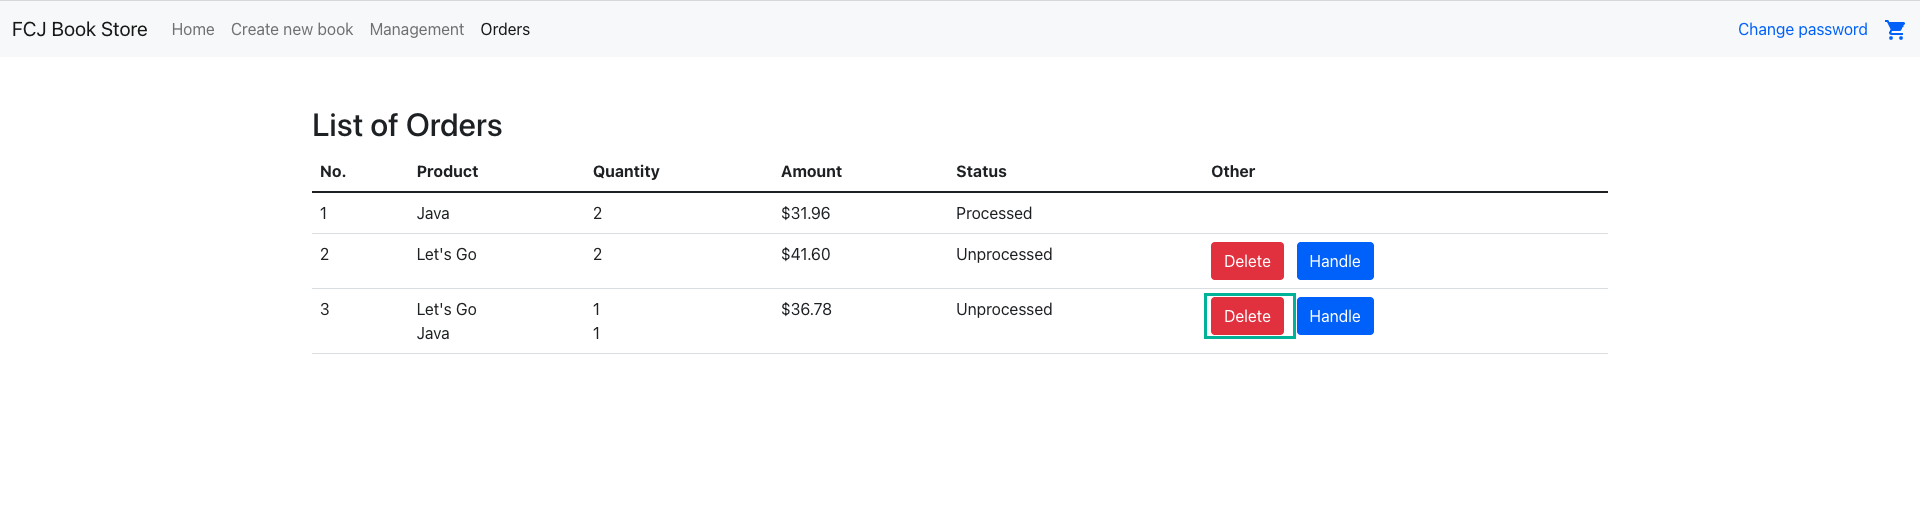 FCJ Book Store Home Create new book Management Orders Change password
List of Orders
No. Product Quantity Amount Status Other
1 Java 2 $31.96 Processed
2 Let's Go 2 $41.60 Unprocessed Delete Handle
3 Let's Go 1 $36.78 Unprocessed Delete Handle
Java 1